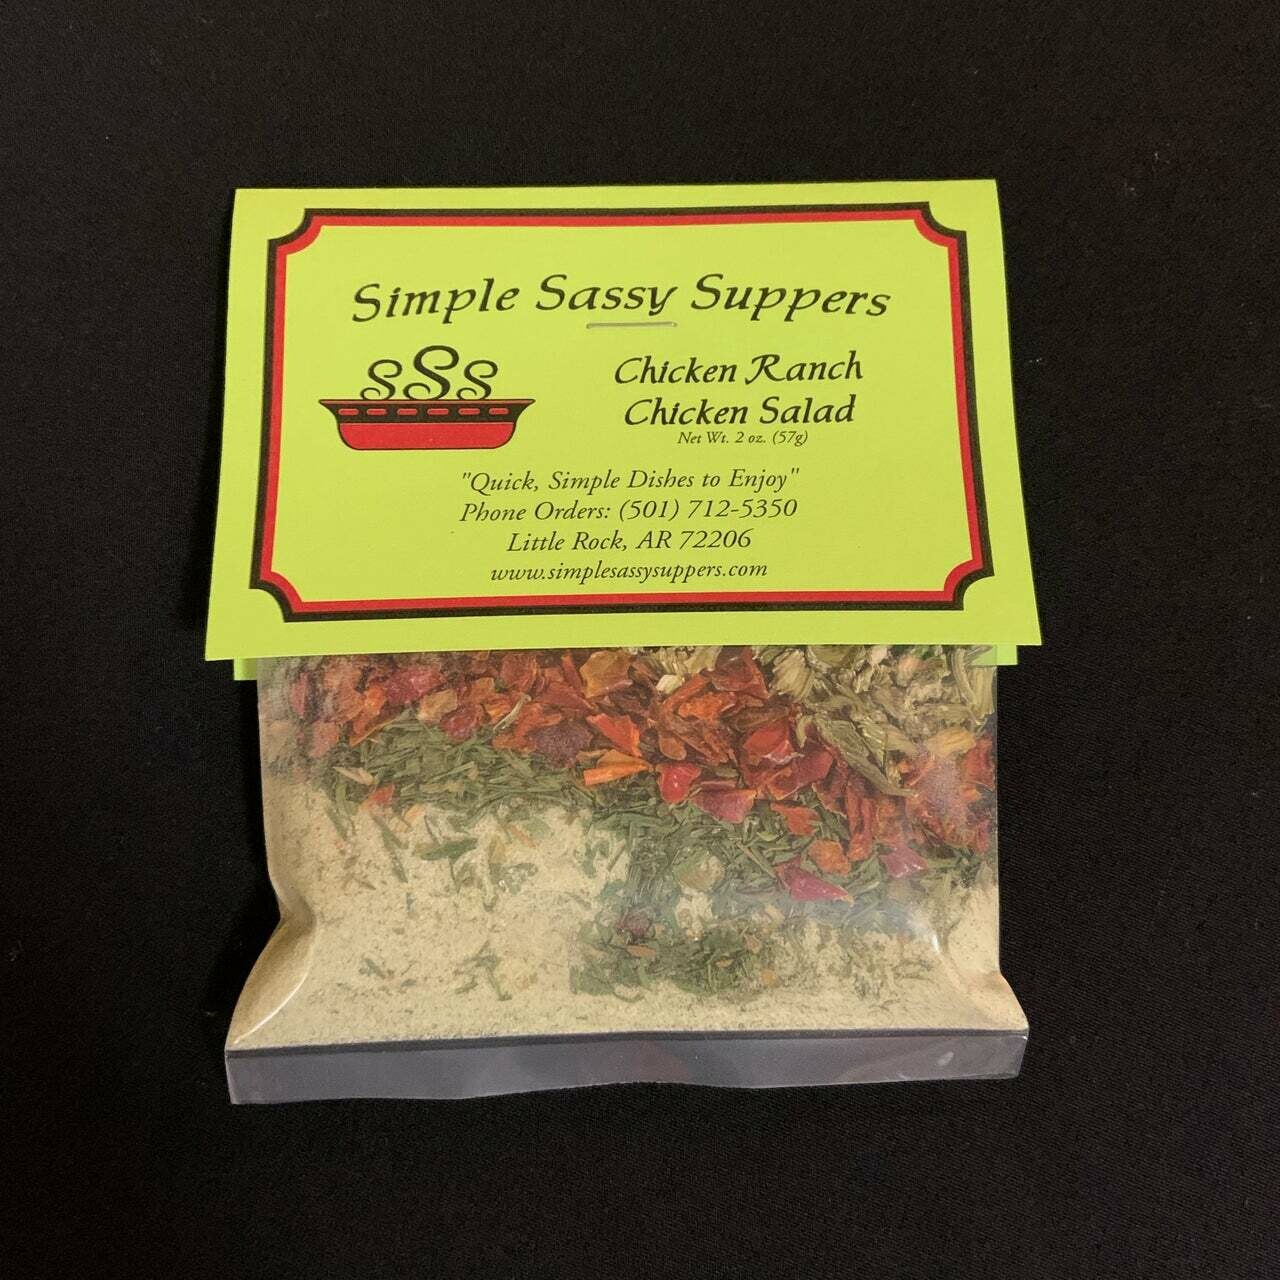 Simple Sassy Suppers
sSs
Chicken Ranch
Chicken Salad
Net Wt. 2 oz. (57g)
"Quick, Simple Dishes to Enjoy"
Phone Orders: (501) 712-5350
Little Rock, AR 72206
www.simplesassysuppers.com